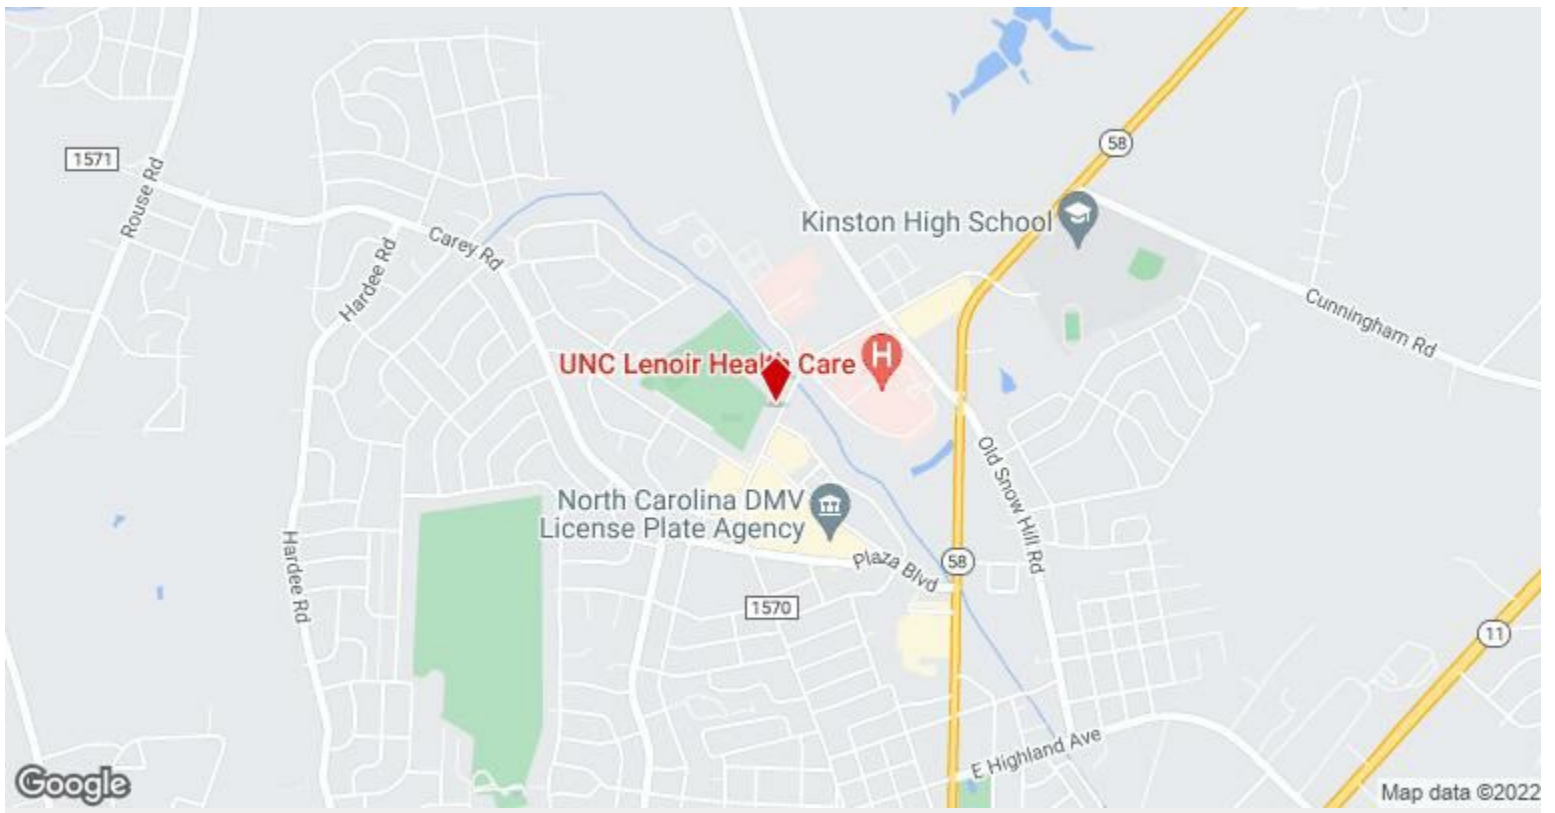 58
1571
Rouse Rd
Kinston High School
Carey Rd
Hardee Rd
Cunningham Rd
UNC Lenoir Health Care
H
Old Snow Hill Rd
North Carolina DMV
License Plate Agency
Plaza Blvd
58
Hardee Rd
1570
11
E Highland Ave
Google
Map data ©2022